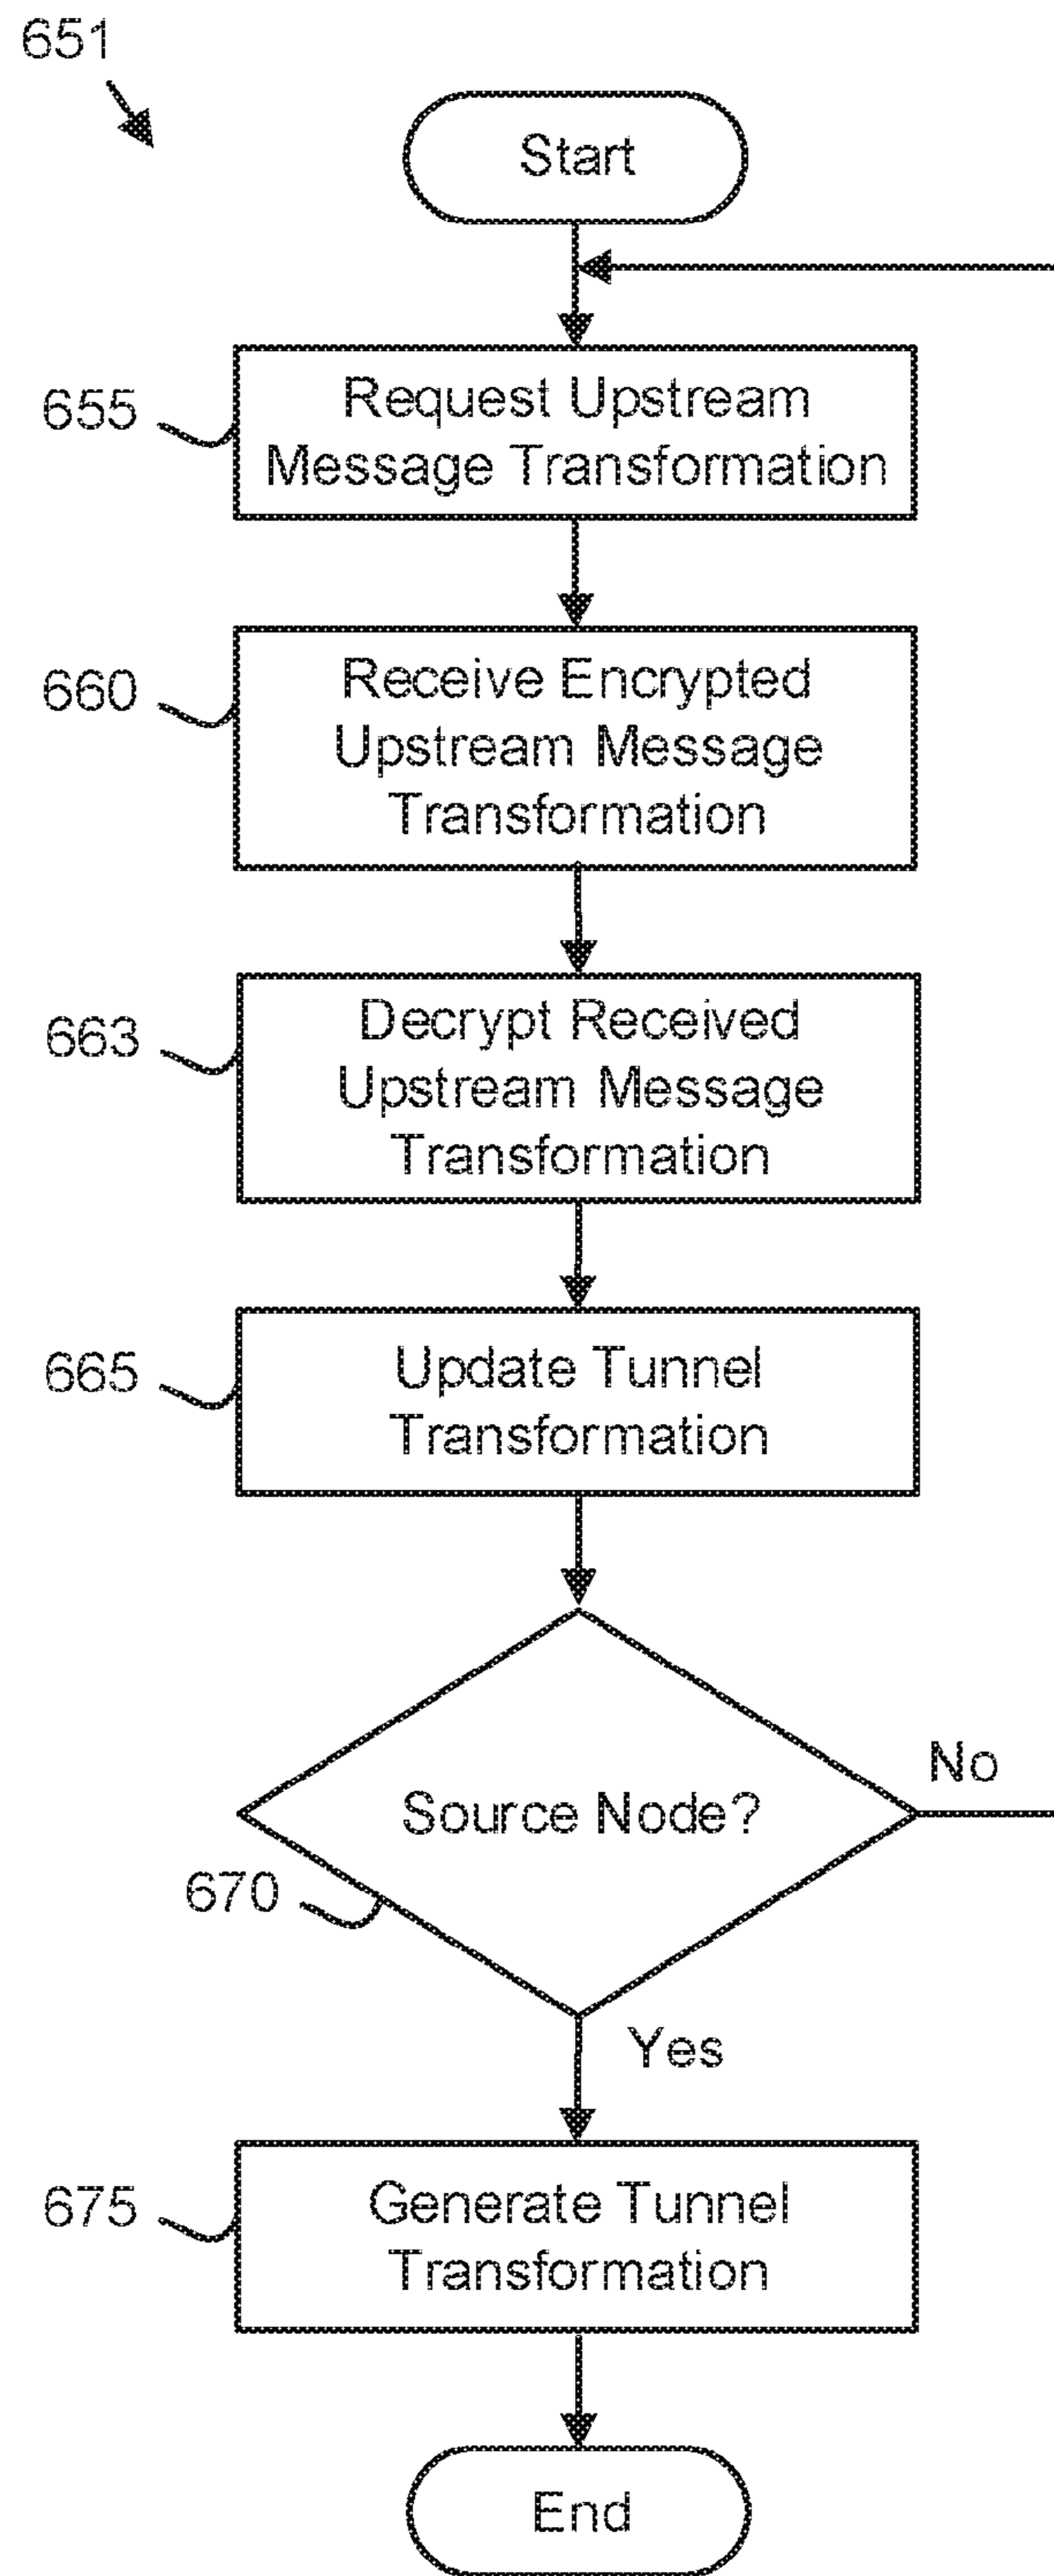 651
Start
655
Request Upstream
Message Transformation
660
Receive Encrypted
Upstream Message
Transformation
663
Decrypt Received
Upstream Message
Transformation
665
Update Tunnel
Transformation
Source Node?
No
670
Yes
675
Generate Tunnel
Transformation
End